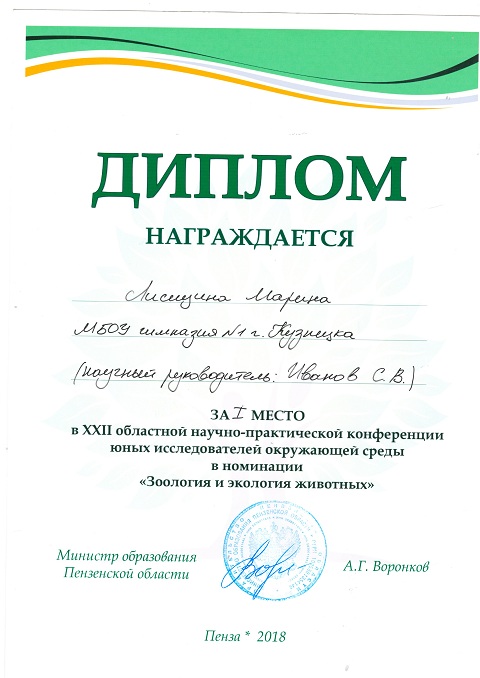 ДИПЛОМ
НАГРАЖДАЕТСЯ
Лисицина Марина
МБОУ гимназия №1 г. Кузнецка
(научный руководитель: Иванов С.В.)
ЗА I МЕСТО
в XXII областной научно-практической конференции
юных исследователей окружающей среды
в номинации
«Зоология и экология животных»
Министр образования
Пензенской области
А.Г. Воронков
Пенза * 2018